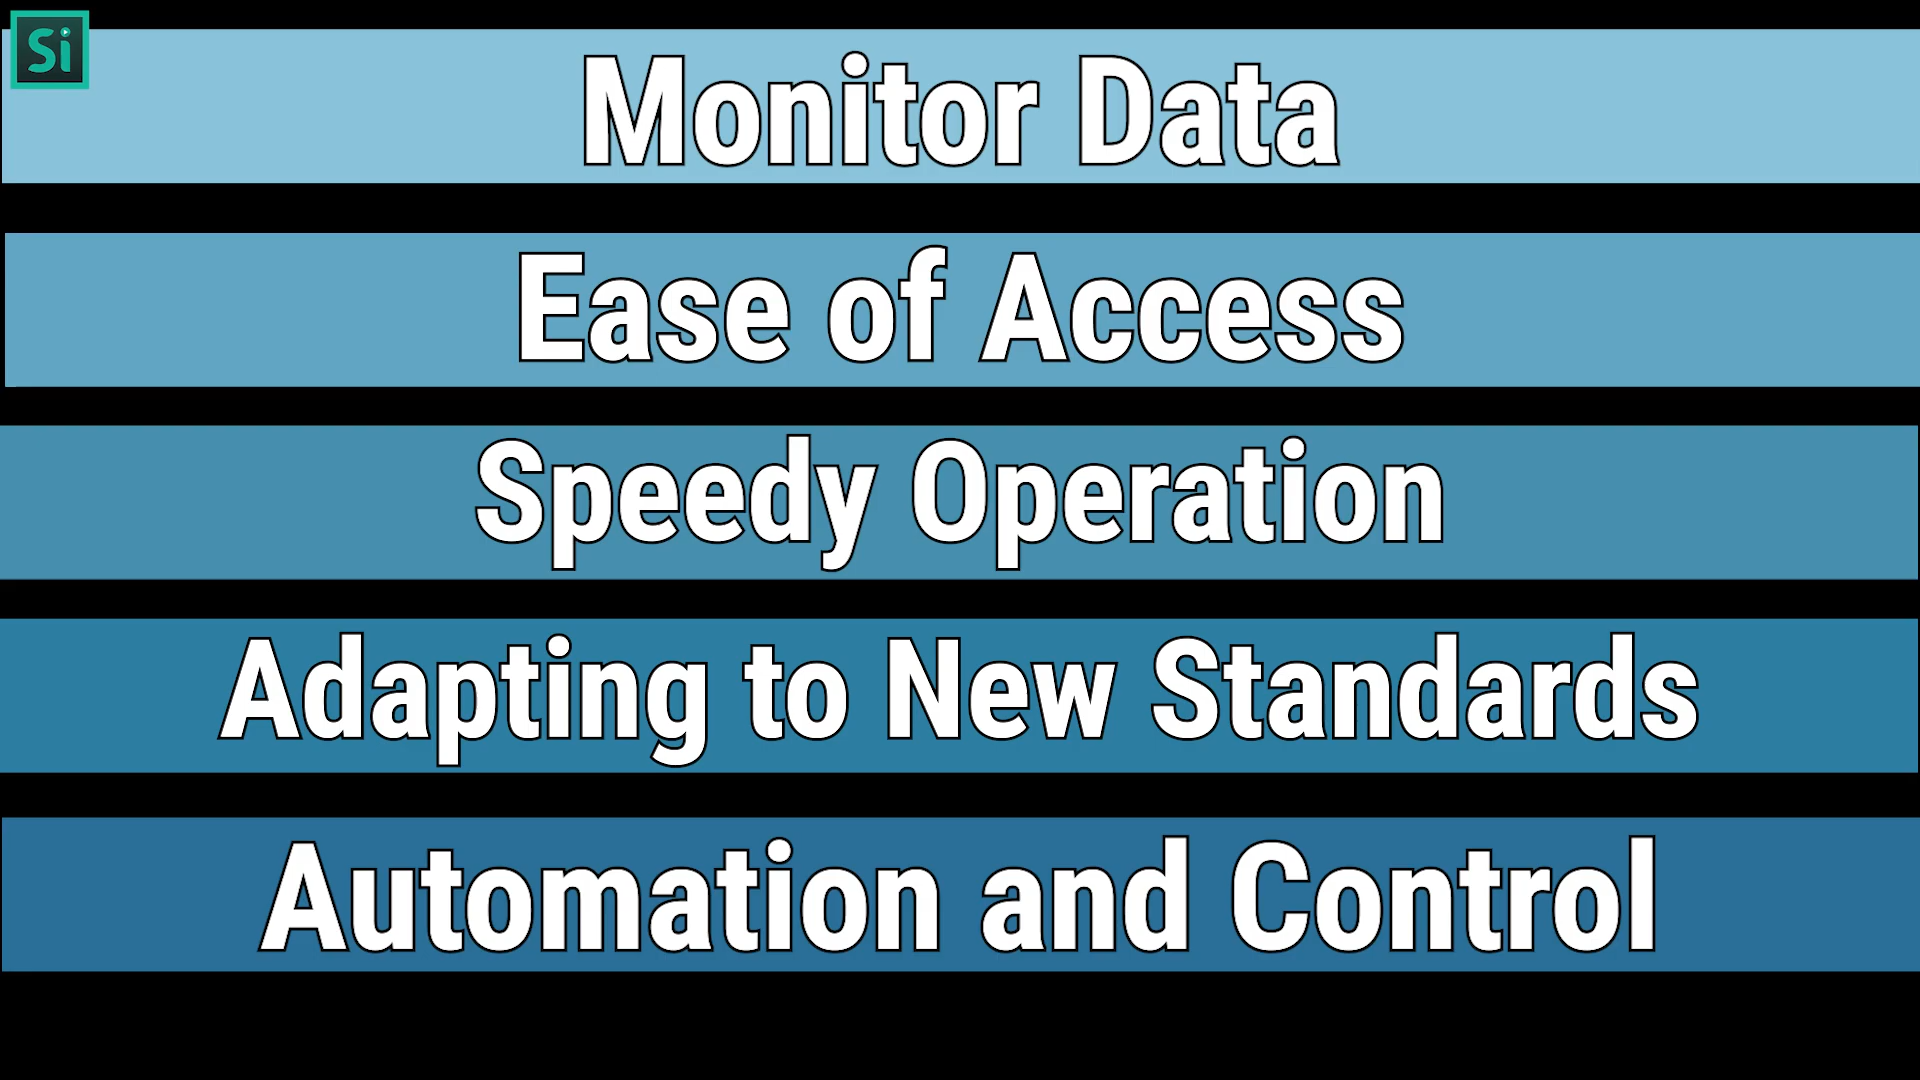 Si
Monitor Data
Ease of Access
Speedy Operation
Adapting to New Standards
Automation and Control